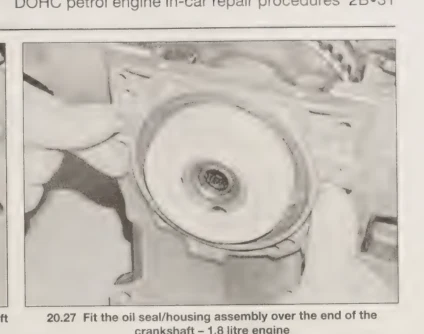 DOHC petrol engine in-car repair procedures 2B•31
ft
20.27 Fit the oil seal/housing assembly over the end of the
crankshaft – 1.8 litre engine